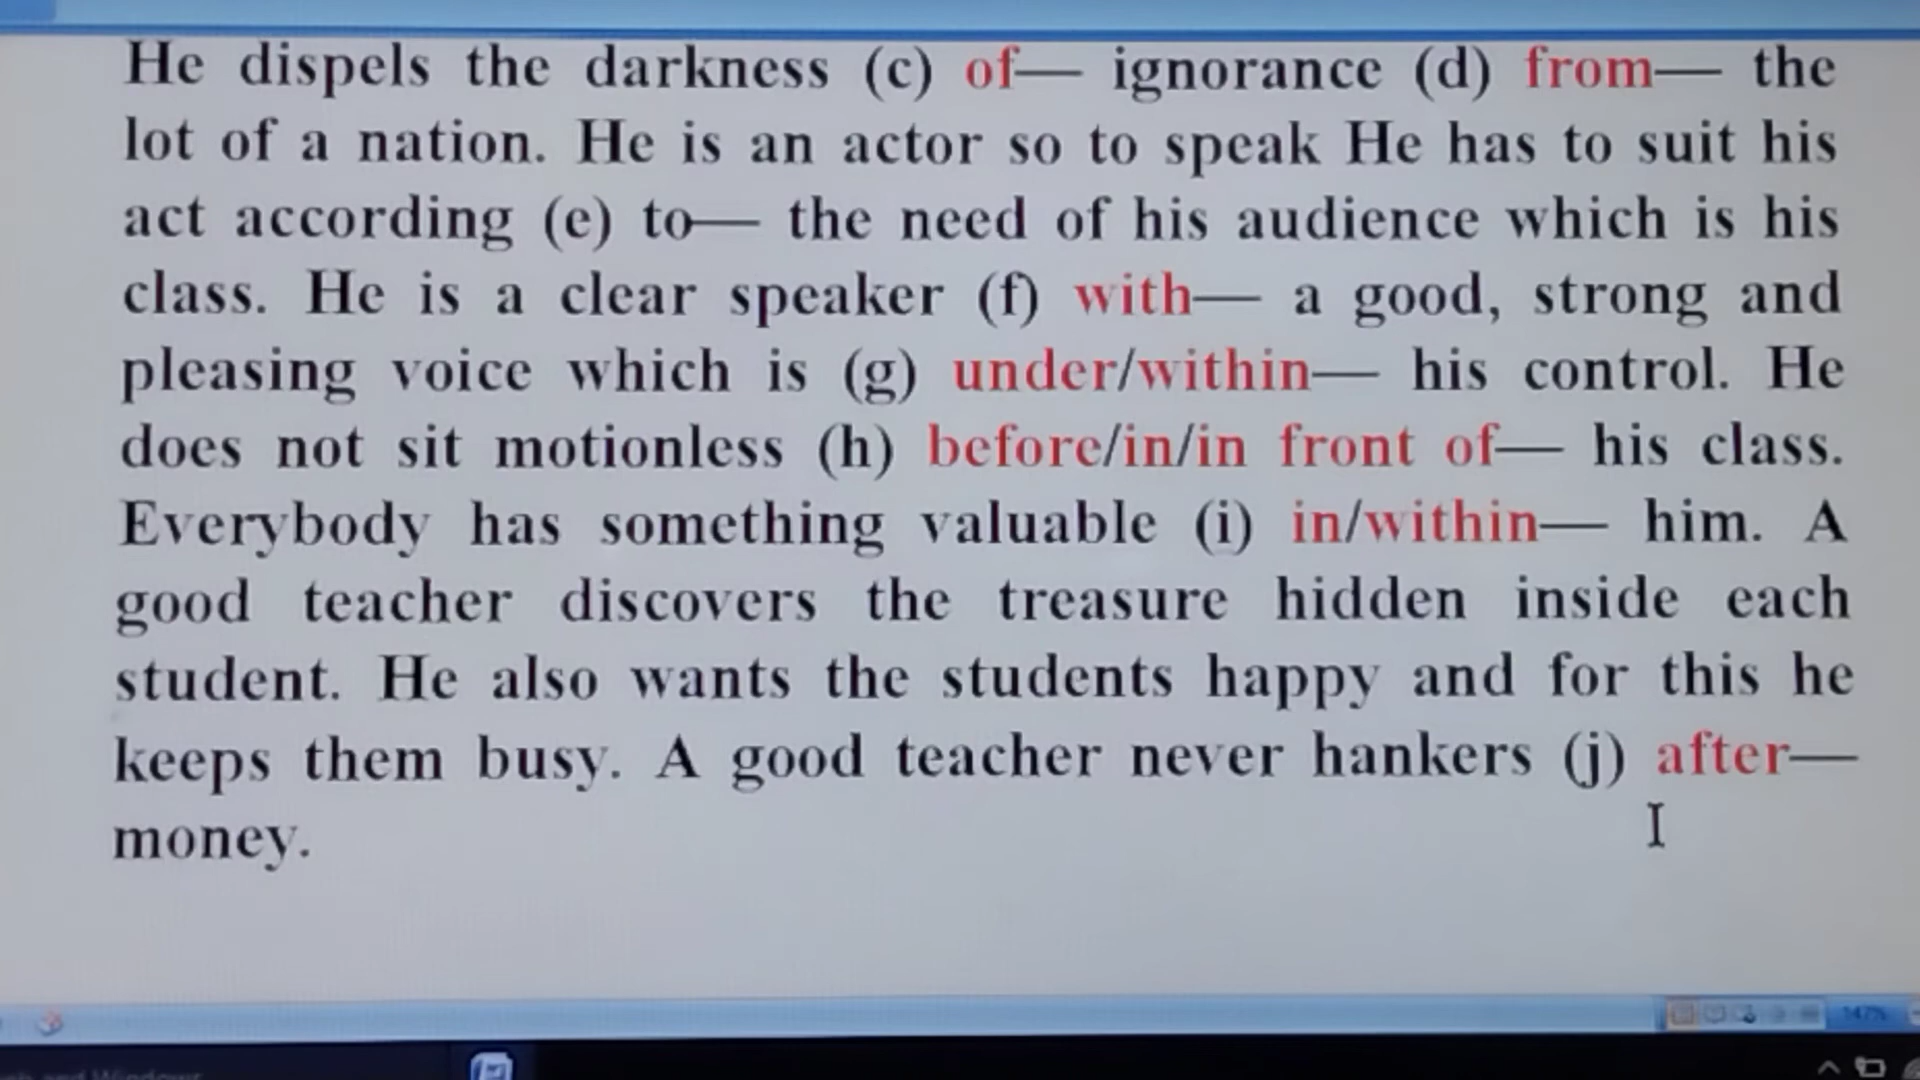 He dispels the darkness (c) of— ignorance (d) from— the
lot of a nation. He is an actor so to speak He has to suit his
act according (e) to— the need of his audience which is his
class. He is a clear speaker (f) with— a good, strong and
pleasing voice which is (g) under/within— his control. He
does not sit motionless (h) before/in/in front of— his class.
Everybody has something valuable (i) in/within— him. A
good teacher discovers the treasure hidden inside each
student. He also wants the students happy and for this he
keeps them busy. A good teacher never hankers (j) after—
money.
147%
and Windows